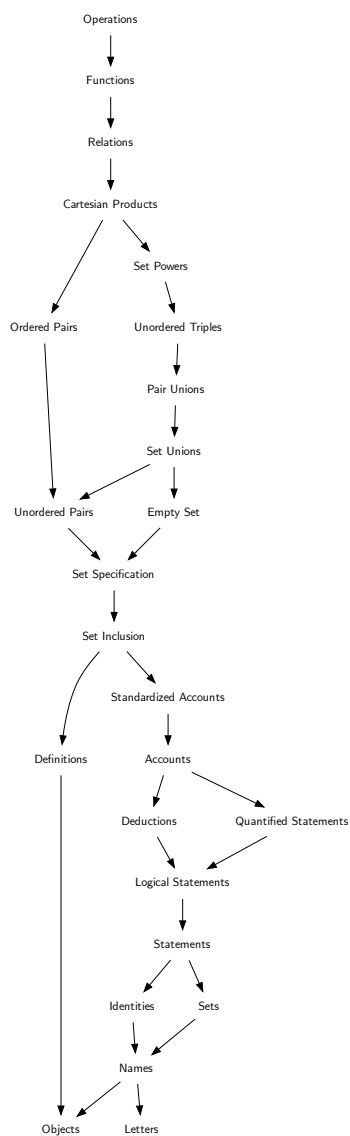 Operations
Functions
Relations
Cartesian Products
Set Powers
Ordered Pairs
Unordered Triples
Pair Unions
Set Unions
Unordered Pairs
Empty Set
Set Specification
Set Inclusion
Standardized Accounts
Definitions
Accounts
Deductions
Quantified Statements
Logical Statements
Statements
Identities
Sets
Names
Objects
Letters